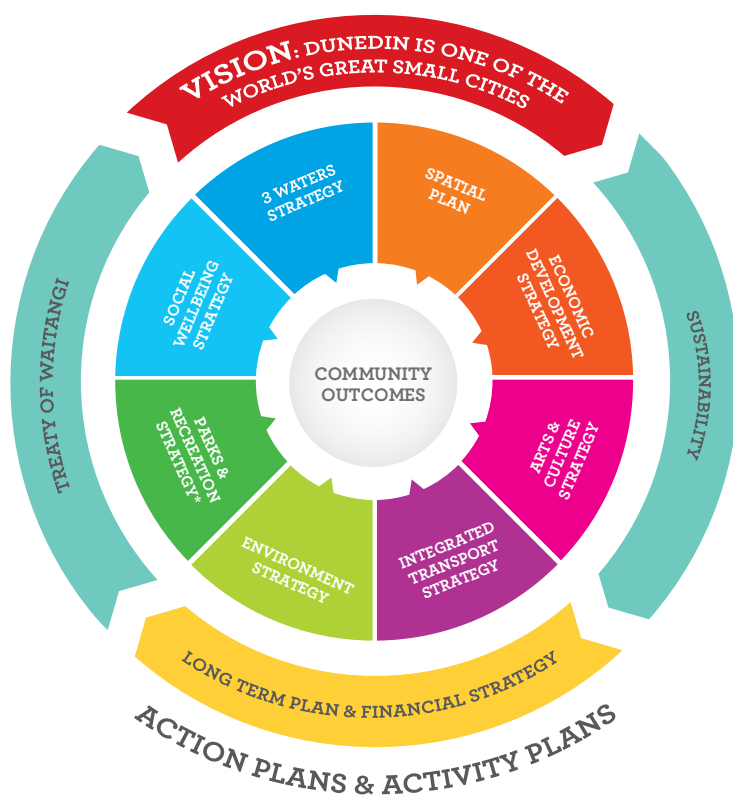 VISION: DUNEDIN IS ONE OF THE
WORLD'S GREAT SMALL CITIES
3 WATERS
STRATEGY
SPATIAL
PLAN
ECONOMIC
DEVELOPMENT
STRATEGY
ARTS &
CULTURE
STRATEGY
INTEGRATED
TRANSPORT
STRATEGY
ENVIRONMENT
STRATEGY
PARKS &
RECREATION
STRATEGY*
SOCIAL
WELLBEING
STRATEGY
COMMUNITY
OUTCOMES
TREATY OF WAITANGI
SUSTAINABILITY
LONG TERM PLAN & FINANCIAL STRATEGY
ACTION PLANS & ACTIVITY PLANS